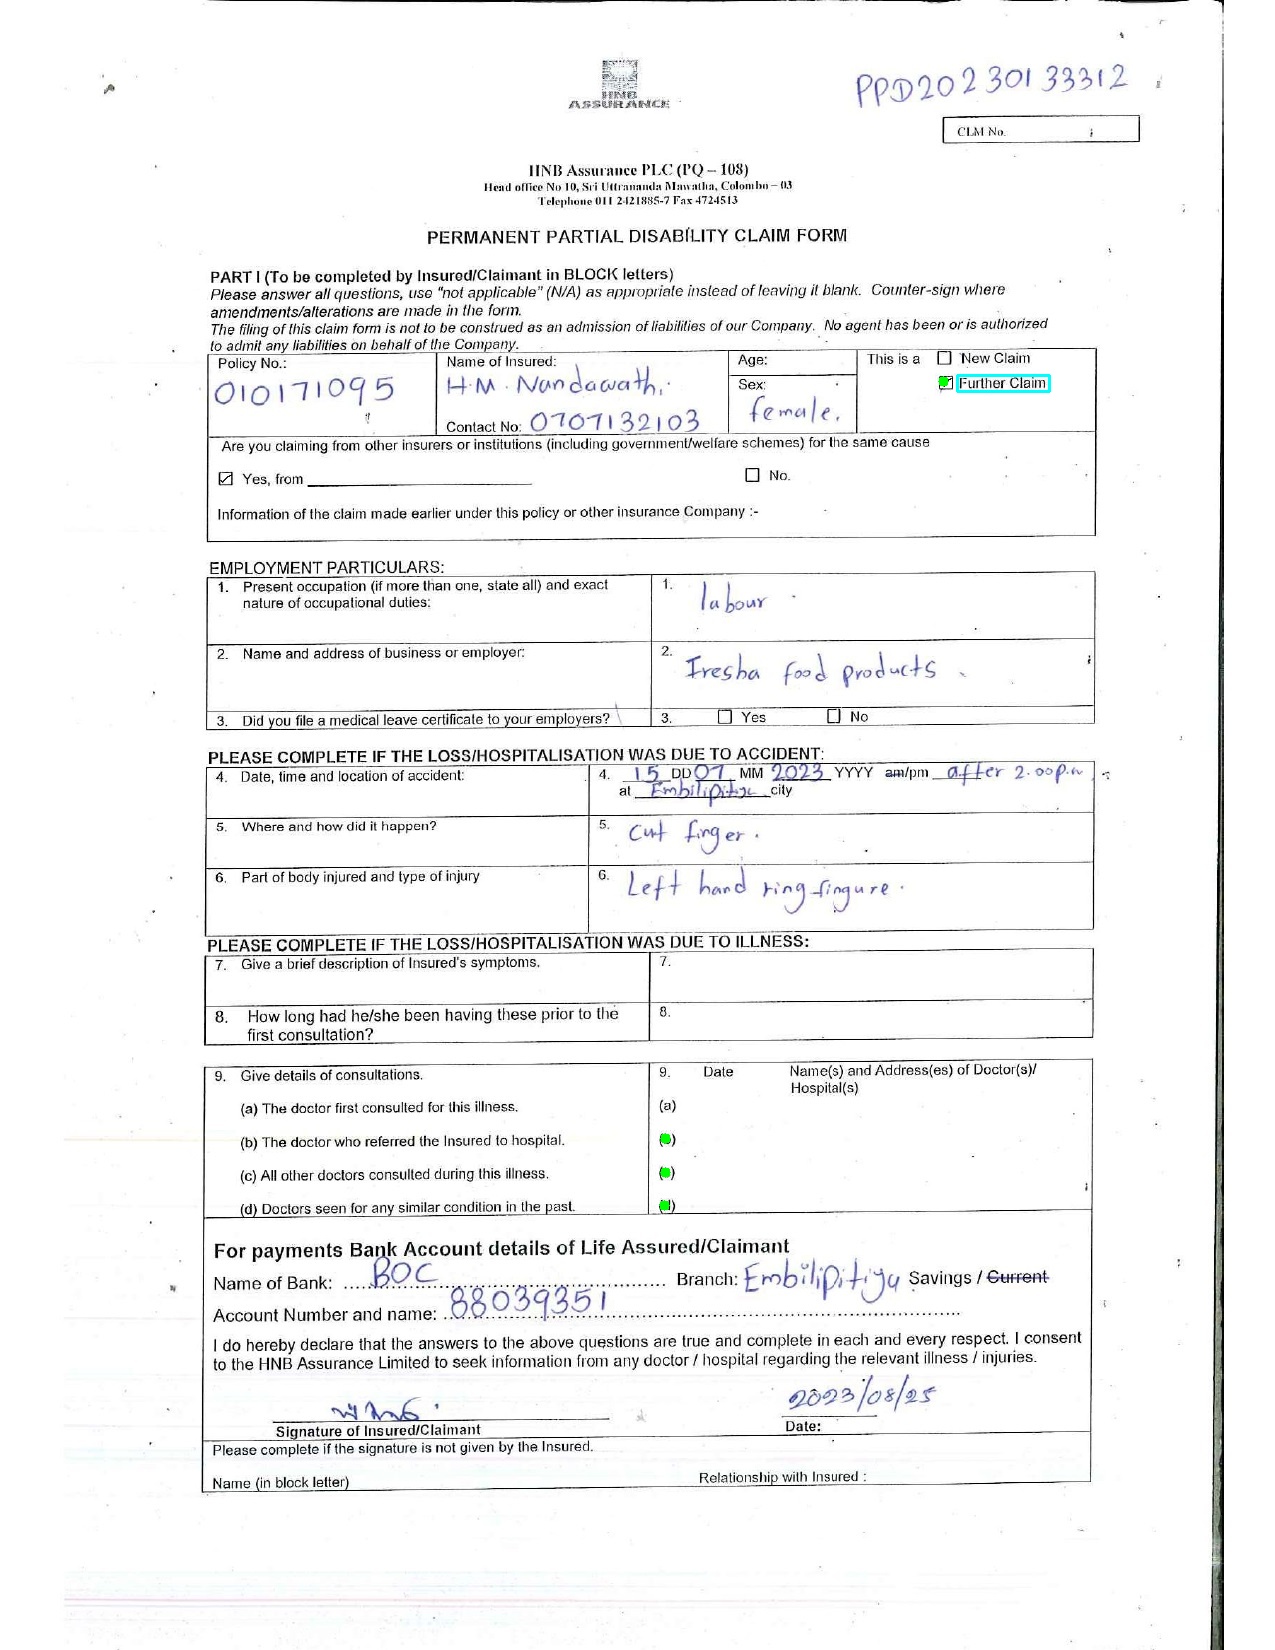 PPD20230133312
HNB
ASSURANCE
CLM No.
HNB Assurance PLC (PQ – 108)
Head office No 10, Sri Uttrananda Mawatha, Colombo – 03
Telephone 011 2421885-7 Fax 4724513
PERMANENT PARTIAL DISABILITY CLAIM FORM
PART I (To be completed by Insured/Claimant in BLOCK letters)
Please answer all questions, use "not applicable" (N/A) as appropriate instead of leaving it blank. Counter-sign where
amendments/alterations are made in the form.
The filing of this claim form is not to be construed as an admission of liabilities of our Company. No agent has been or is authorized
to admit any liabilities on behalf of the Company.
Policy No.: 010171095
Name of Insured: H.M. Nandawath.
Contact No: 0707132103
Age:
Sex: female.
This is a ☐ New Claim
☑ Further Claim
Are you claiming from other insurers or institutions (including government/welfare schemes) for the same cause
☑ Yes, from ☐ No.
Information of the claim made earlier under this policy or other insurance Company :-
EMPLOYMENT PARTICULARS:
1. Present occupation (if more than one, state all) and exact
nature of occupational duties:
1. labour
2. Name and address of business or employer:
2. Iresha food products
3. Did you file a medical leave certificate to your employers? 3. ☐ Yes ☐ No
PLEASE COMPLETE IF THE LOSS/HOSPITALISATION WAS DUE TO ACCIDENT:
4. Date, time and location of accident:
4. 15 DD 07 MM 2023 YYYY am/pm after 2.00p.m
at Embilipitya city
5. Where and how did it happen? 5. Cut finger.
6. Part of body injured and type of injury 6. Left hand ring fingure.
PLEASE COMPLETE IF THE LOSS/HOSPITALISATION WAS DUE TO ILLNESS:
7. Give a brief description of Insured's symptoms. 7.
8. How long had he/she been having these prior to the
first consultation?
8.
9. Give details of consultations.
9. Date Name(s) and Address(es) of Doctor(s)/
Hospital(s)
(a) The doctor first consulted for this illness. (a)
(b) The doctor who referred the Insured to hospital. ( )
(c) All other doctors consulted during this illness. ( )
(d) Doctors seen for any similar condition in the past. (d)
For payments Bank Account details of Life Assured/Claimant
Name of Bank: BOC Branch: Embilipitiya Savings / Current
Account Number and name: 88039351
I do hereby declare that the answers to the above questions are true and complete in each and every respect. I consent
to the HNB Assurance Limited to seek information from any doctor / hospital regarding the relevant illness / injuries.
2023/08/25
Signature of Insured/Claimant Date:
Please complete if the signature is not given by the Insured.
Name (in block letter) Relationship with Insured :